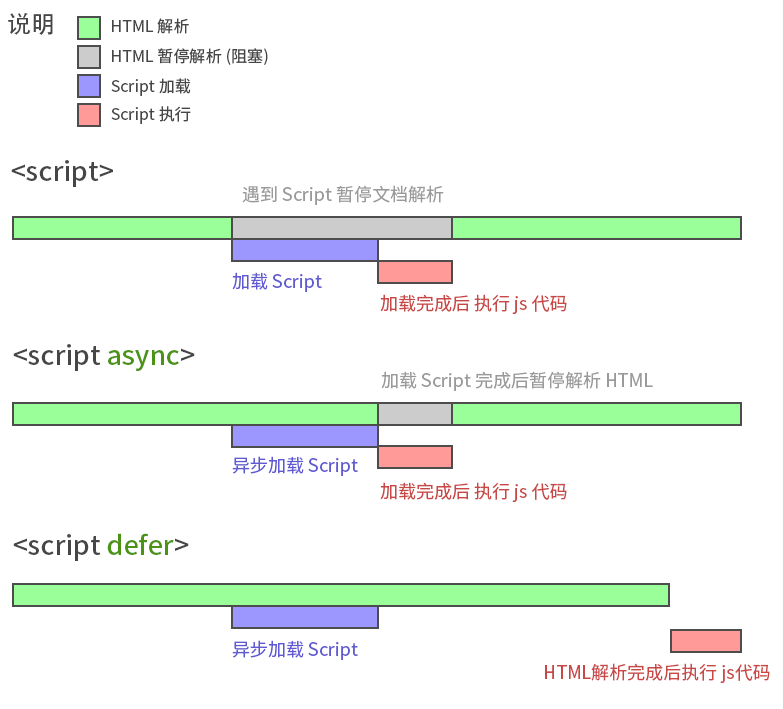 说明
HTML 解析
HTML 暂停解析 (阻塞)
Script 加载
Script 执行
<script>
遇到 Script 暂停文档解析
加载 Script
加载完成后 执行 js 代码
<script async>
加载 Script 完成后暂停解析 HTML
异步加载 Script
加载完成后 执行 js 代码
<script defer>
异步加载 Script
HTML解析完成后执行 js代码